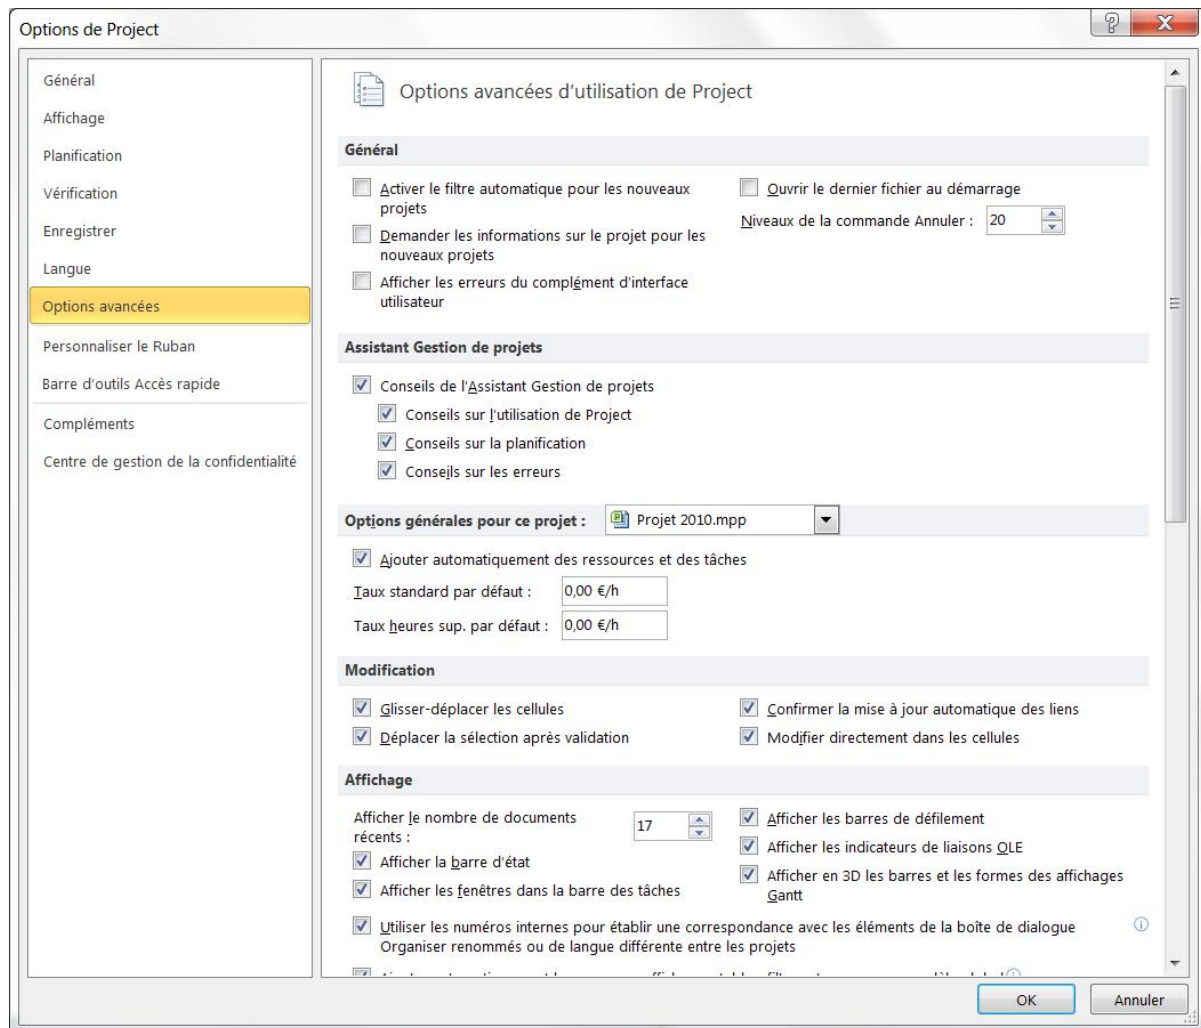 Options de Project
Général
Affichage
Planification
Vérification
Enregistrer
Langue
Options avancées
Personnaliser le Ruban
Barre d'outils Accès rapide
Compléments
Centre de gestion de la confidentialité
Options avancées d'utilisation de Project
Général
Activer le filtre automatique pour les nouveaux
projets
Demander les informations sur le projet pour les
nouveaux projets
Afficher les erreurs du complément d'interface
utilisateur
Ouvrir le dernier fichier au démarrage
Niveaux de la commande Annuler : 20
Assistant Gestion de projets
Conseils de l'Assistant Gestion de projets
Conseils sur l'utilisation de Project
Conseils sur la planification
Conseils sur les erreurs
Options générales pour ce projet : Projet 2010.mpp
Ajouter automatiquement des ressources et des tâches
Taux standard par défaut : 0,00 €/h
Taux heures sup. par défaut : 0,00 €/h
Modification
Glisser-déplacer les cellules
Déplacer la sélection après validation
Confirmer la mise à jour automatique des liens
Modifier directement dans les cellules
Affichage
Afficher le nombre de documents
récents : 17
Afficher la barre d'état
Afficher les fenêtres dans la barre des tâches
Afficher les barres de défilement
Afficher les indicateurs de liaisons OLE
Afficher en 3D les barres et les formes des affichages
Gantt
Utiliser les numéros internes pour établir une correspondance avec les éléments de la boîte de dialogue
Organiser renommés ou de langue différente entre les projets
OK
Annuler